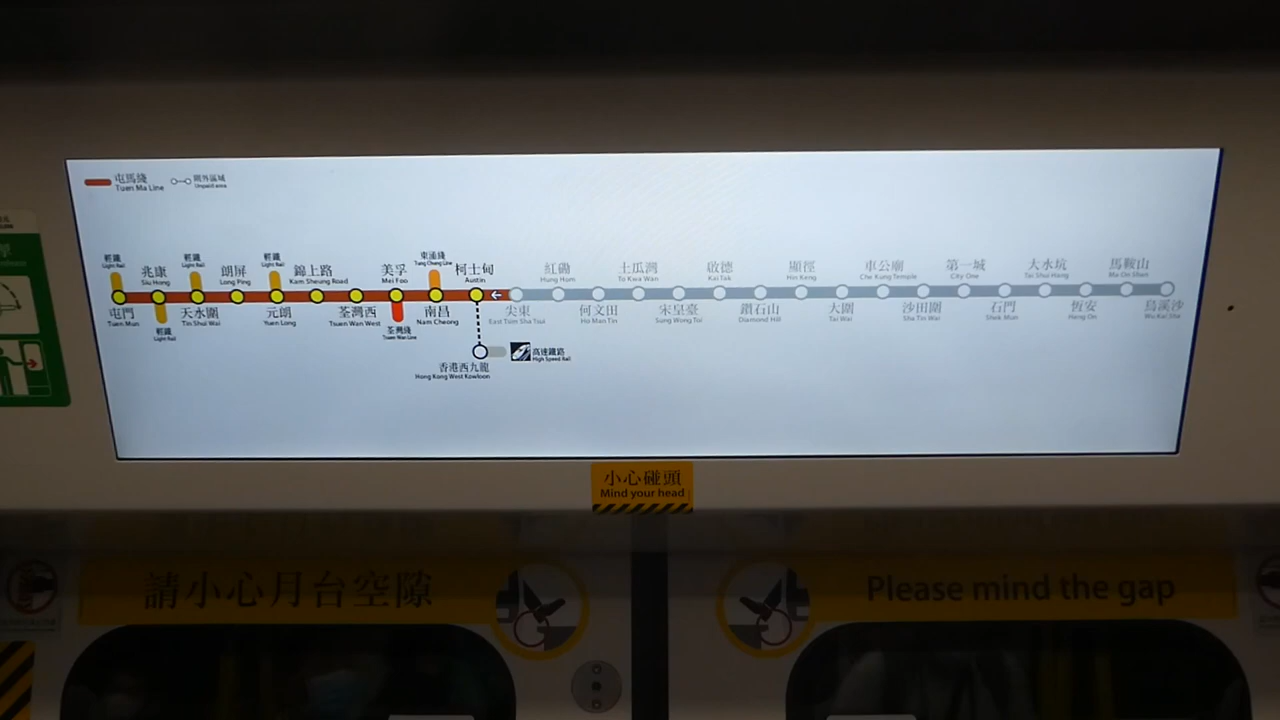 屯馬綫
Tuen Ma Line
閘外區域
Unpaid area
輕鐵
Light Rail
兆康
Siu Hong
輕鐵
Light Rail
朗屏
Long Ping
輕鐵
Light Rail
錦上路
Kam Sheung Road
美孚
Mei Foo
東涌綫
Tung Chung Line
柯士甸
Austin
紅磡
Hung Hom
土瓜灣
To Kwa Wan
啟德
Kai Tak
顯徑
Hin Keng
車公廟
Che Kung Temple
第一城
City One
大水坑
Tai Shui Hang
馬鞍山
Ma On Shan
屯門
Tuen Mun
輕鐵
Light Rail
天水圍
Tin Shui Wai
元朗
Yuen Long
荃灣西
Tsuen Wan West
荃灣綫
Tsuen Wan Line
南昌
Nam Cheong
尖東
East Tsim Sha Tsui
何文田
Ho Man Tin
宋皇臺
Sung Wong Toi
鑽石山
Diamond Hill
大圍
Tai Wai
沙田圍
Sha Tin Wai
石門
Shek Mun
恆安
Heng On
烏溪沙
Wu Kai Sha
高速鐵路
High Speed Rail
香港西九龍
Hong Kong West Kowloon
小心碰頭
Mind your head
請小心月台空隙
Please mind the gap